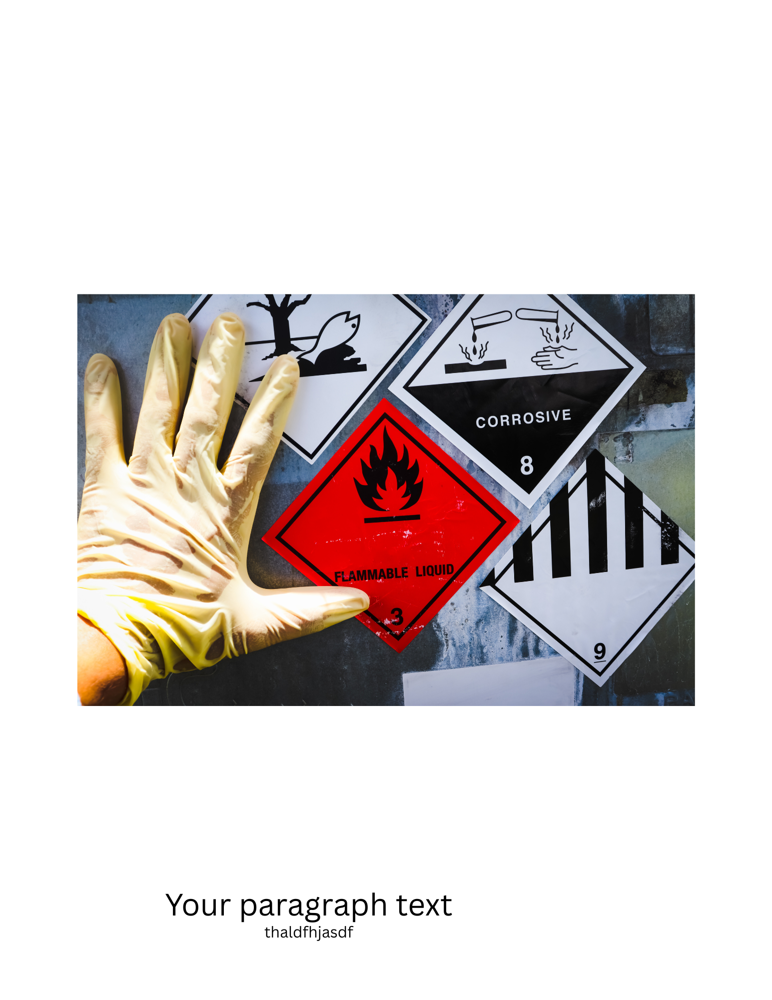 CORROSIVE
8
FLAMMABLE LIQUID
3
9
Your paragraph text
thaldfhjasdf